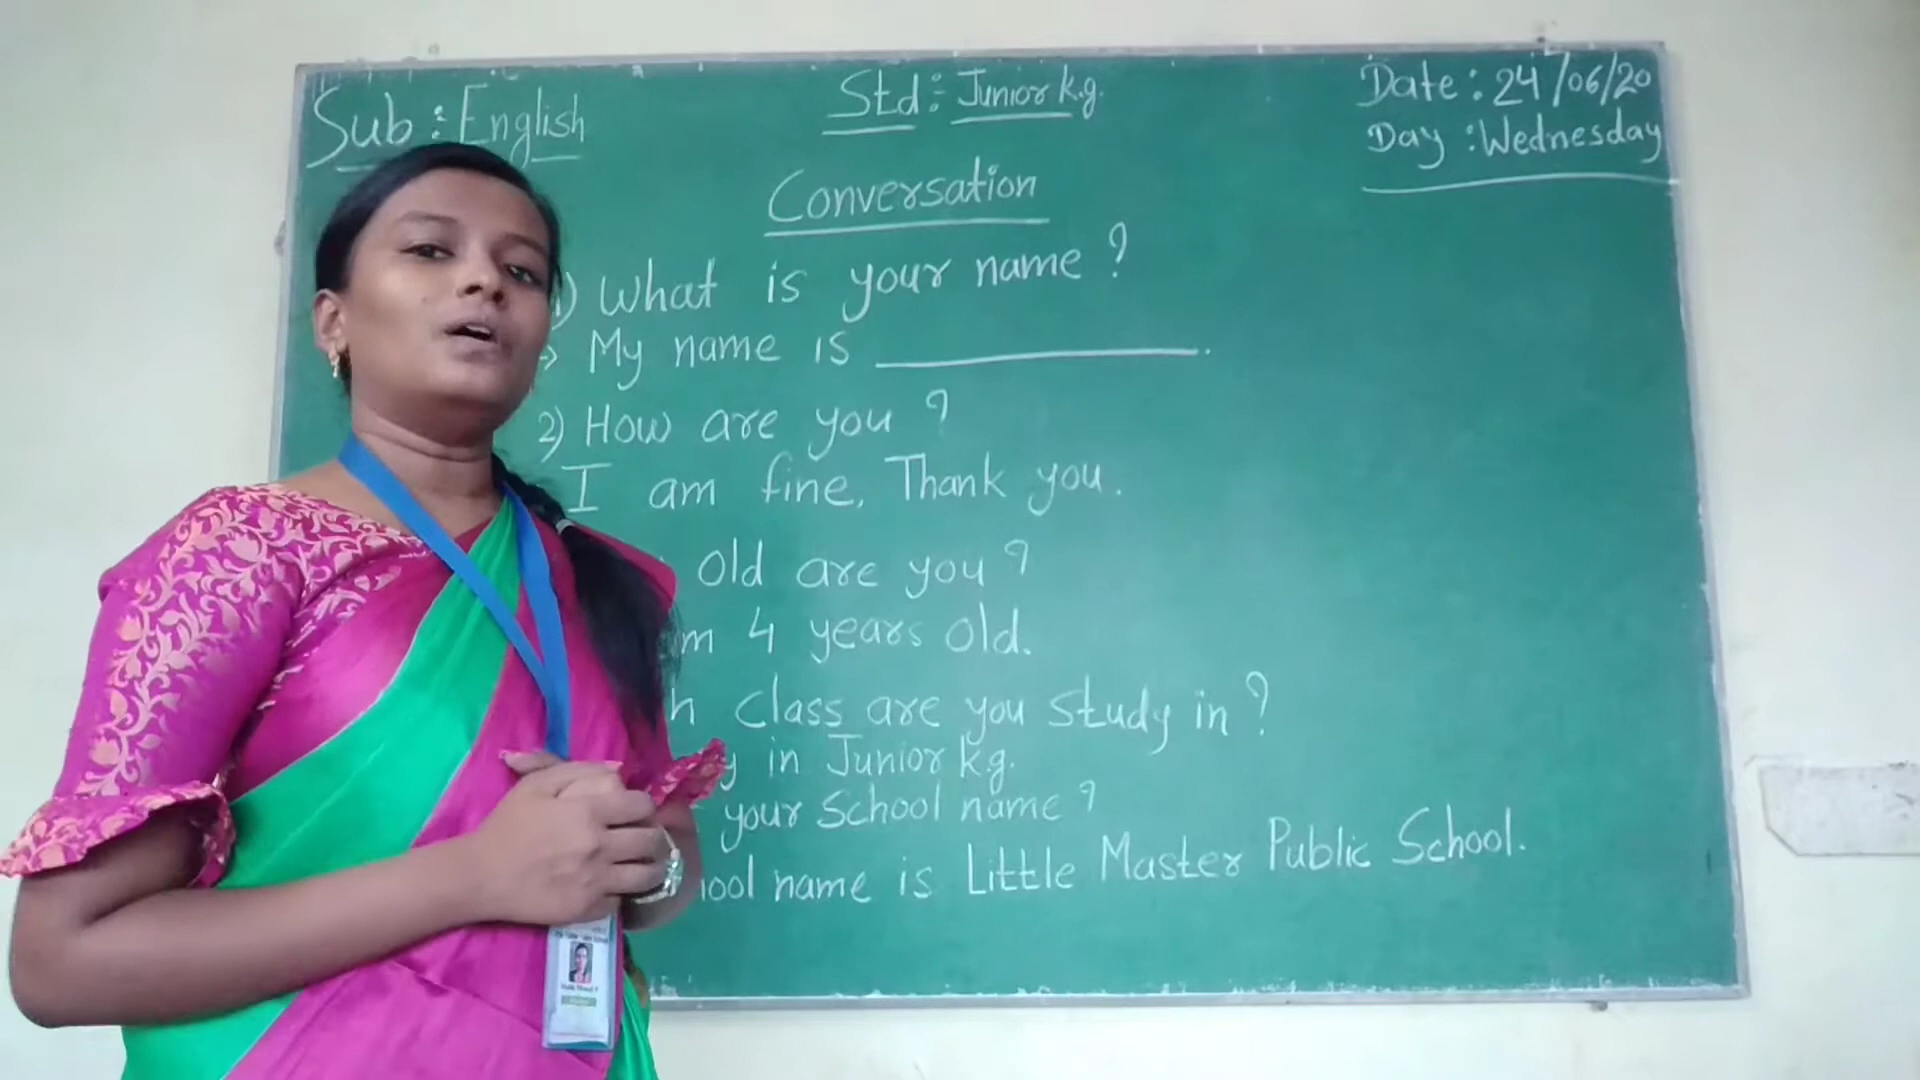 Sub : English
Std : Junior k.g.
Date : 24/06/20
Day : Wednesday
Conversation
1) What is your name ?
→ My name is ___________.
2) How are you ?
I am fine, Thank you.
old are you ?
4 years old.
class are you study in ?
in Junior k.g.
your School name ?
name is Little Master Public School.